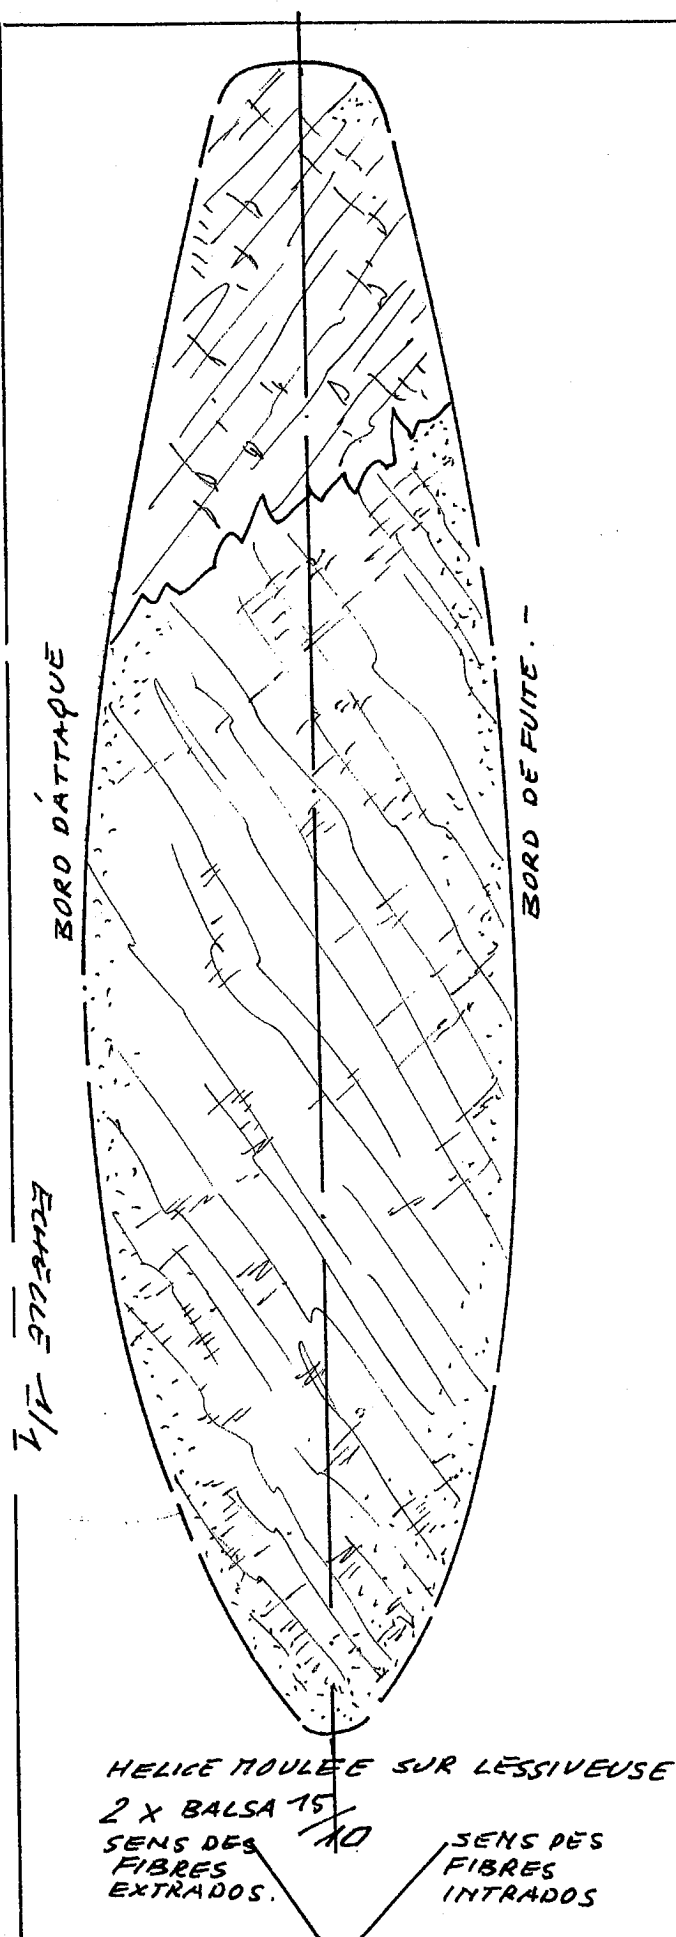 BORD D'ATTAQUE
BORD DE FUITE. -
ECHELLE 1/1
HELICE MOULEE SUR LESSIVEUSE
2 X BALSA 15/10
SENS DES
FIBRES
EXTRADOS.
SENS DES
FIBRES
INTRADOS